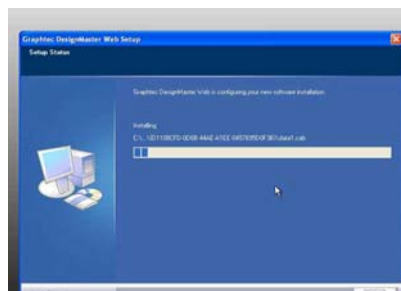 Graphtec DesignMaster Web Setup
Setup Status
Graphtec DesignMaster Web is configuring your new software installation.
Installing